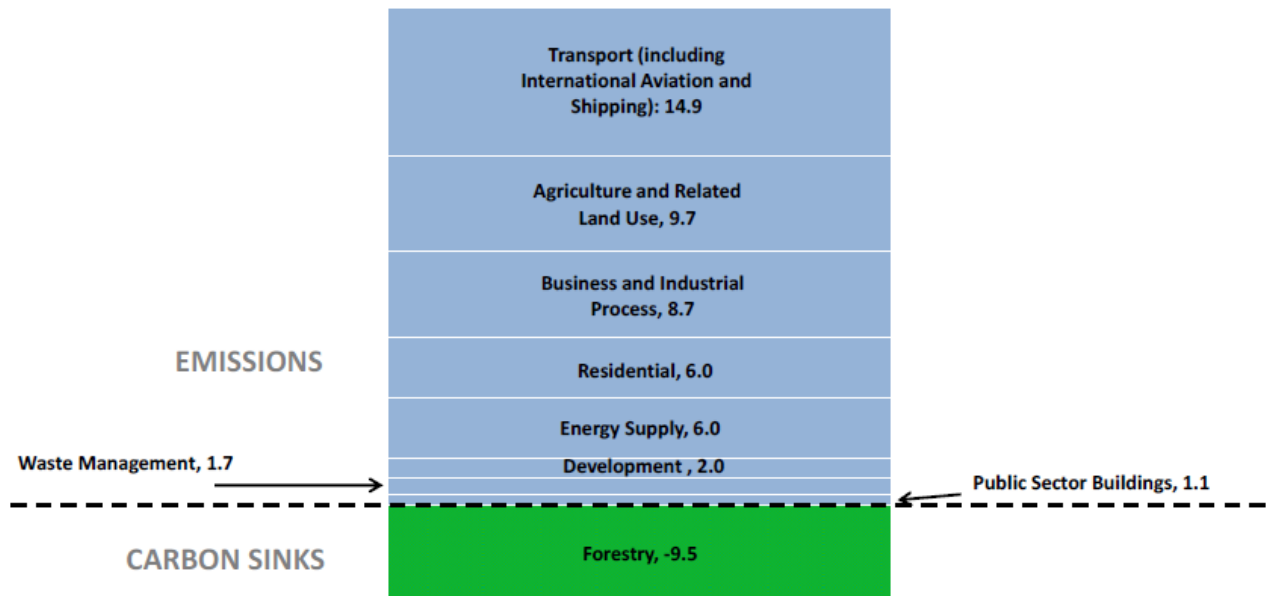 Transport (including
International Aviation and
Shipping): 14.9
Agriculture and Related
Land Use, 9.7
Business and Industrial
Process, 8.7
EMISSIONS
Residential, 6.0
Energy Supply, 6.0
Development , 2.0
Waste Management, 1.7
Public Sector Buildings, 1.1
CARBON SINKS
Forestry, -9.5